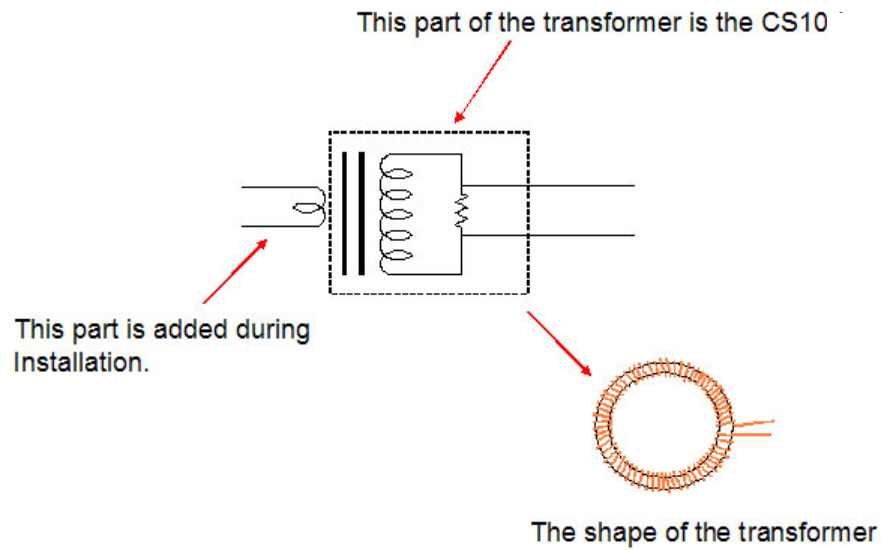 This part of the transformer is the CS10
This part is added during
Installation.
The shape of the transformer